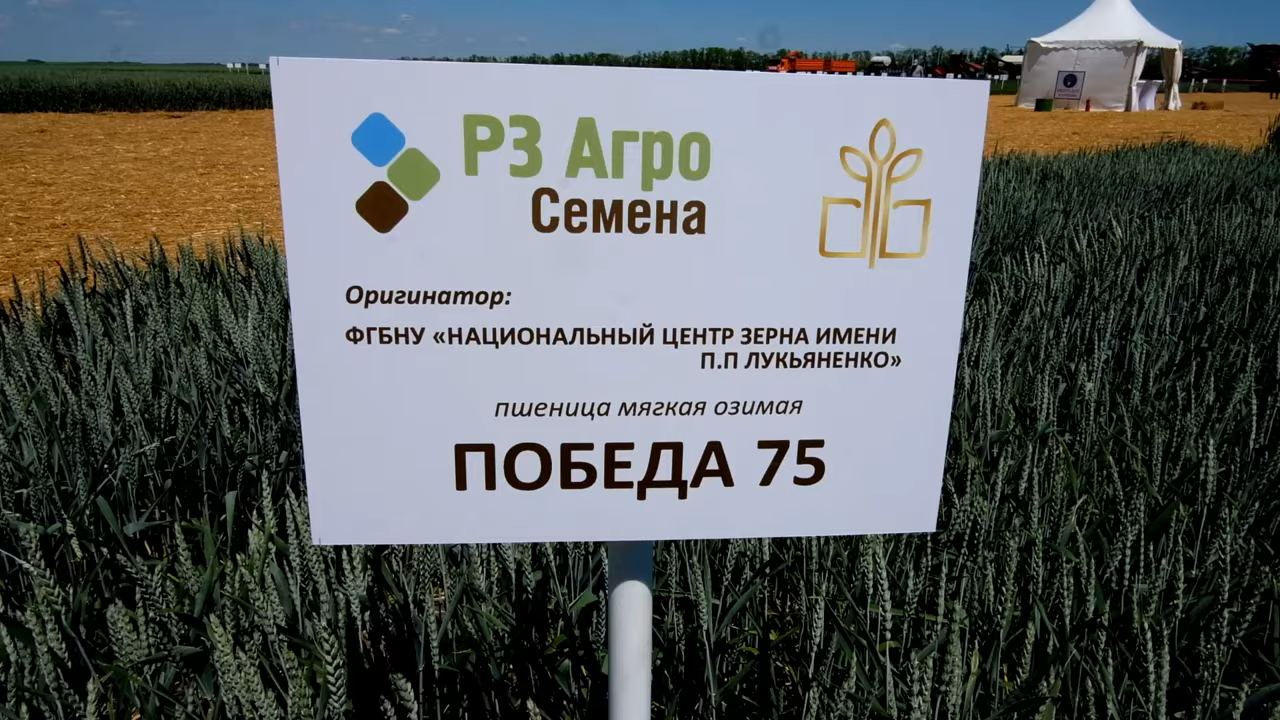 РЗ Агро
Семена
Оригинатор:
ФГБНУ «НАЦИОНАЛЬНЫЙ ЦЕНТР ЗЕРНА ИМЕНИ
П.П ЛУКЬЯНЕНКО»
пшеница мягкая озимая
ПОБЕДА 75